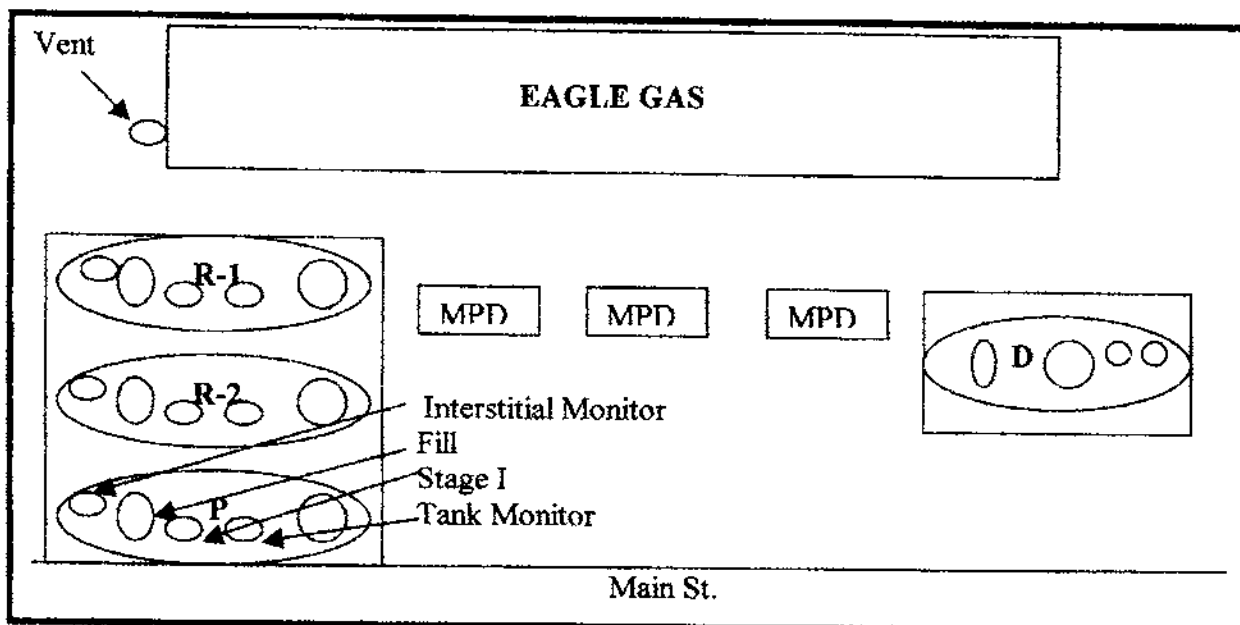 Vent
EAGLE GAS
R-1
MPD
MPD
MPD
D
R-2
Interstitial Monitor
Fill
Stage I
P
Tank Monitor
Main St.